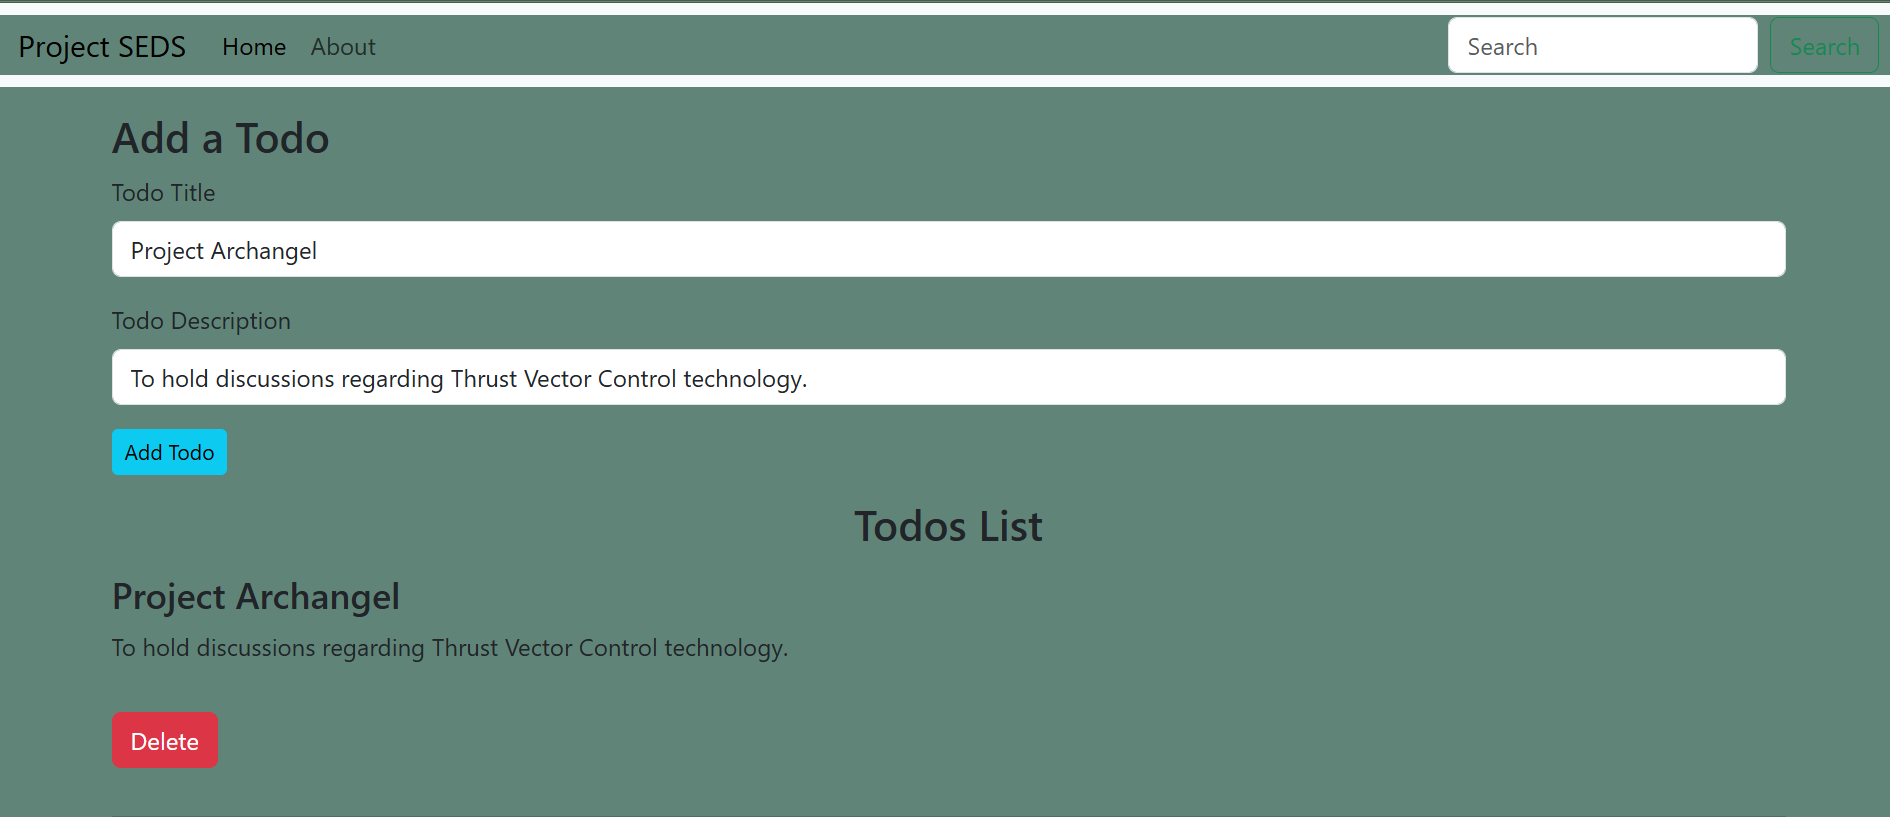 Project SEDS Home About Search Search
Add a Todo
Todo Title
Project Archangel
Todo Description
To hold discussions regarding Thrust Vector Control technology.
Add Todo
Todos List
Project Archangel
To hold discussions regarding Thrust Vector Control technology.
Delete